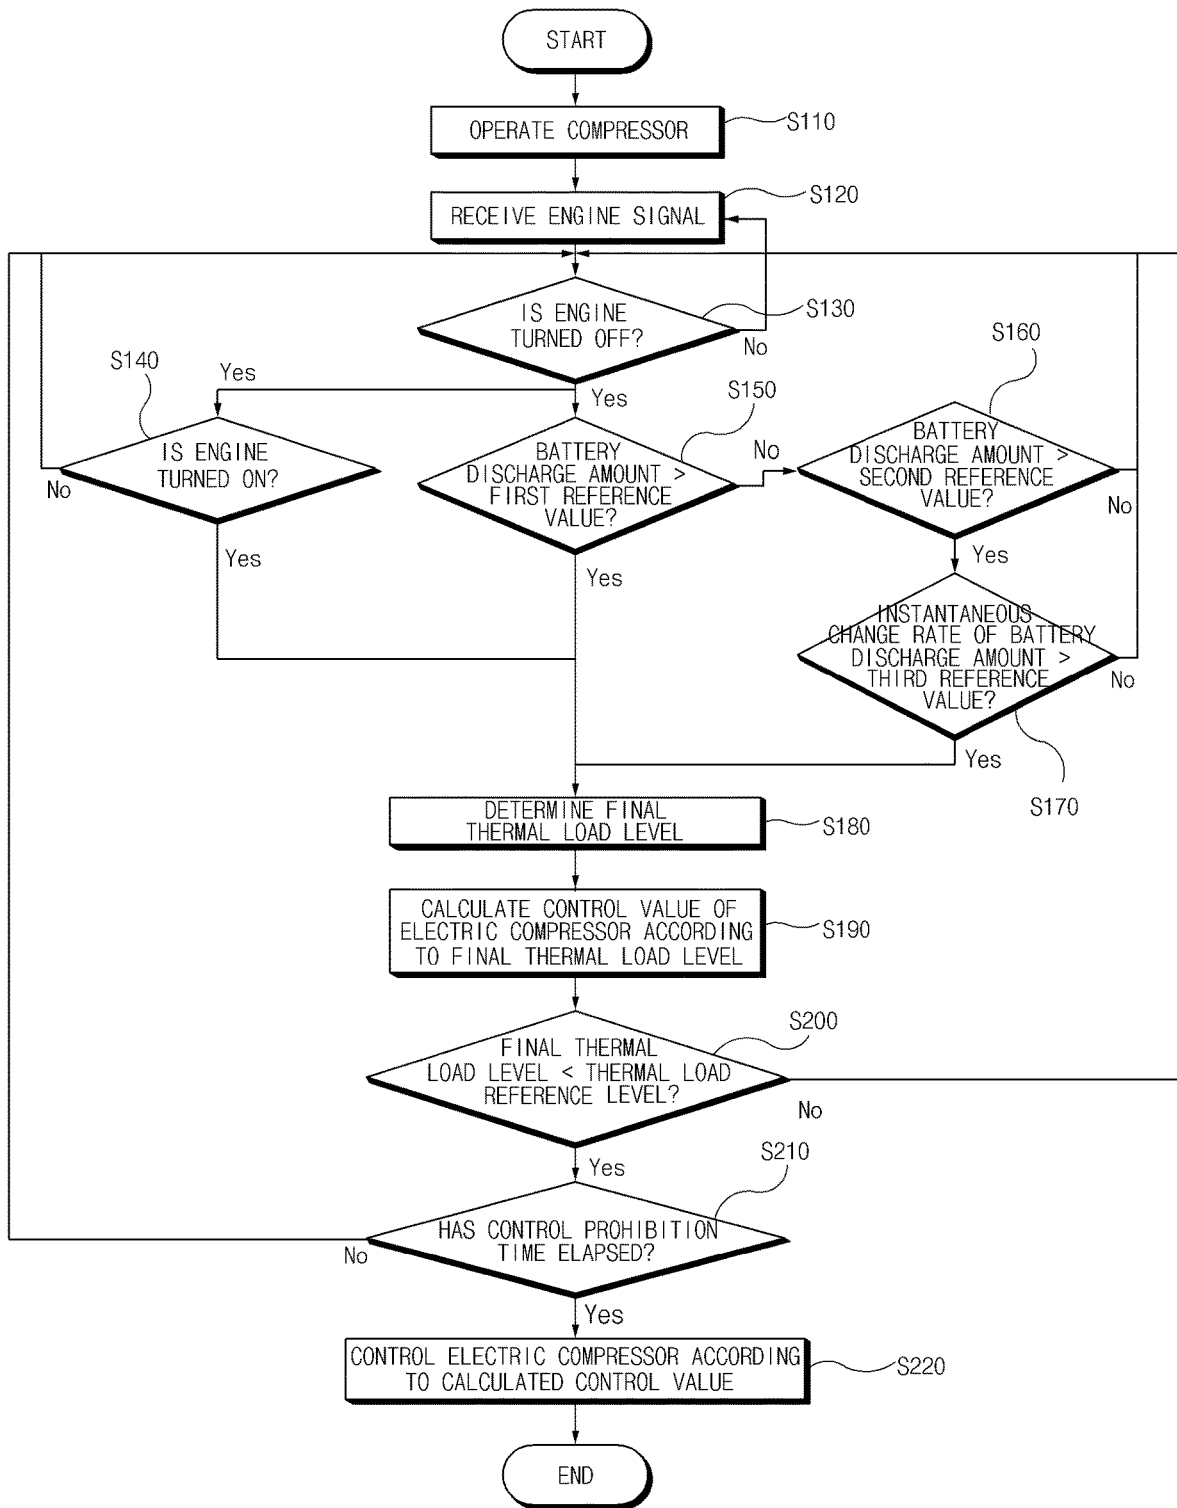 START
OPERATE COMPRESSOR
S110
RECEIVE ENGINE SIGNAL
S120
IS ENGINE
TURNED OFF?
S130
No
S140
Yes
Yes
S150
S160
IS ENGINE
TURNED ON?
No
Yes
BATTERY
DISCHARGE AMOUNT >
FIRST REFERENCE
VALUE?
No
Yes
BATTERY
DISCHARGE AMOUNT >
SECOND REFERENCE
VALUE?
No
Yes
INSTANTANEOUS
CHANGE RATE OF BATTERY
DISCHARGE AMOUNT >
THIRD REFERENCE
VALUE?
No
Yes
S170
DETERMINE FINAL
THERMAL LOAD LEVEL
S180
CALCULATE CONTROL VALUE OF
ELECTRIC COMPRESSOR ACCORDING
TO FINAL THERMAL LOAD LEVEL
S190
FINAL THERMAL
LOAD LEVEL < THERMAL LOAD
REFERENCE LEVEL?
S200
No
Yes
S210
HAS CONTROL PROHIBITION
TIME ELAPSED?
No
Yes
CONTROL ELECTRIC COMPRESSOR ACCORDING
TO CALCULATED CONTROL VALUE
S220
END